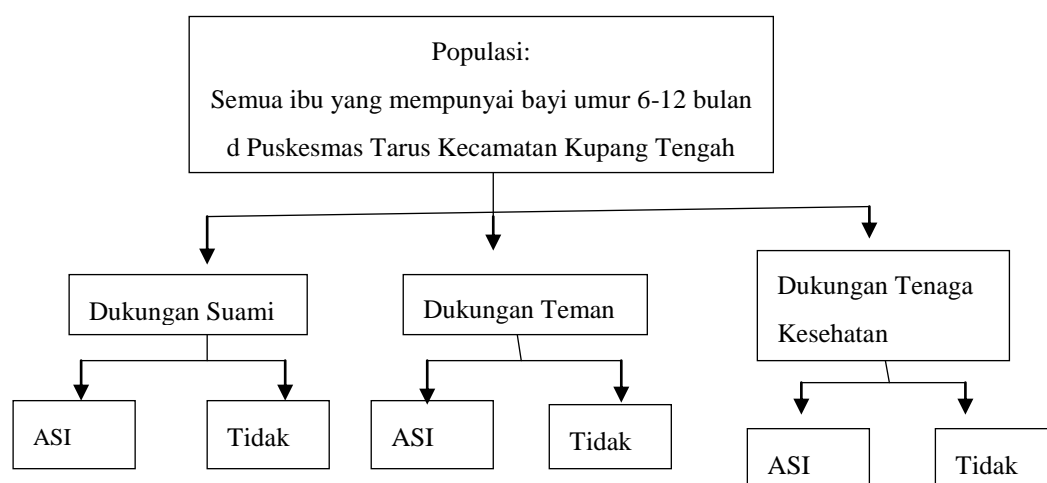 Populasi:
Semua ibu yang mempunyai bayi umur 6-12 bulan
d Puskesmas Tarus Kecamatan Kupang Tengah
Dukungan Suami
Dukungan Teman
Dukungan Tenaga
Kesehatan
ASI
Tidak
ASI
Tidak
ASI
Tidak